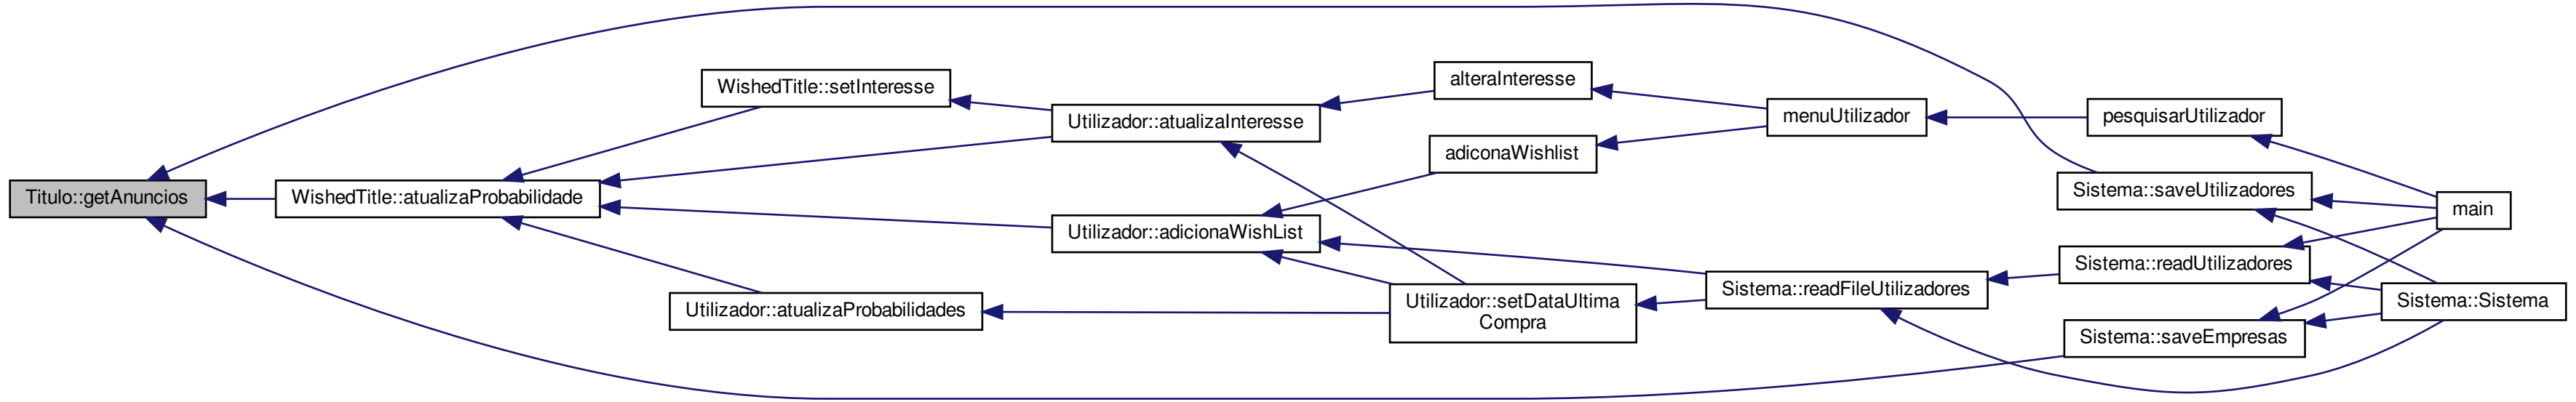 Titulo::getAnuncios
WishedTitle::atualizaProbabilidade
WishedTitle::setInteresse
Utilizador::atualizaInteresse
alteraInteresse
menuUtilizador
pesquisarUtilizador
main
Utilizador::adicionaWishList
adiconaWishlist
Sistema::readFileUtilizadores
Sistema::readUtilizadores
Sistema::Sistema
Utilizador::setDataUltima
Compra
Utilizador::atualizaProbabilidades
Sistema::saveUtilizadores
Sistema::saveEmpresas